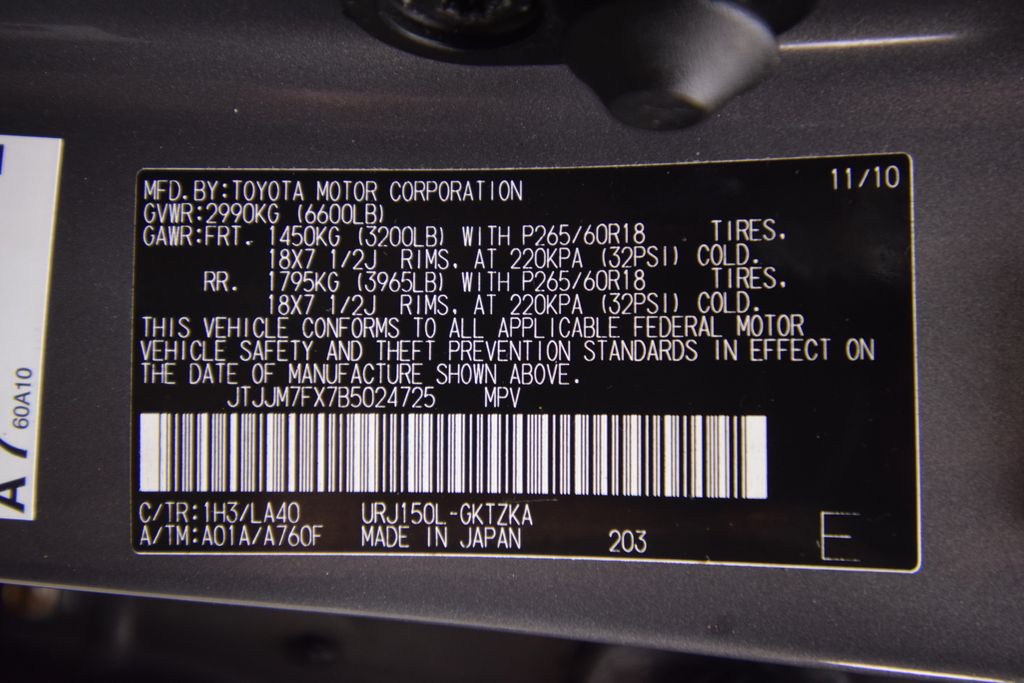 11/10
MFD.BY:TOYOTA MOTOR CORPORATION
GVWR:2990KG (6600LB)
GAWR:FRT. 1450KG (3200LB) WITH P265/60R18 TIRES,
18X7 1/2J RIMS, AT 220KPA (32PSI) COLD.
RR. 1795KG (3965LB) WITH P265/60R18 TIRES,
18X7 1/2J RIMS, AT 220KPA (32PSI) COLD.
THIS VEHICLE CONFORMS TO ALL APPLICABLE FEDERAL MOTOR
VEHICLE SAFETY AND THEFT PREVENTION STANDARDS IN EFFECT ON
THE DATE OF MANUFACTURE SHOWN ABOVE.
JTJJM7FX7B5024725 MPV
C/TR:1H3/LA40 URJ150L-GKTZKA
A/TM:A01A/A760F MADE IN JAPAN 203 E
A7
60A10